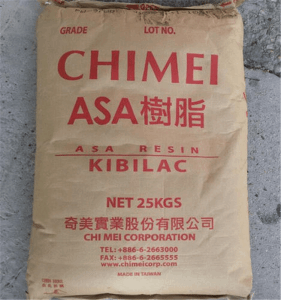 GRADE LOT NO.
CHIMEI
ASA樹脂
ASA RESIN
KIBILAC
NET 25KGS
奇美實業股份有限公司
CHI MEI CORPORATION
TEL: +886-6-2663000
FAX: +886-6-2665555
www.chimeicorp.com
MADE IN TAIWAN